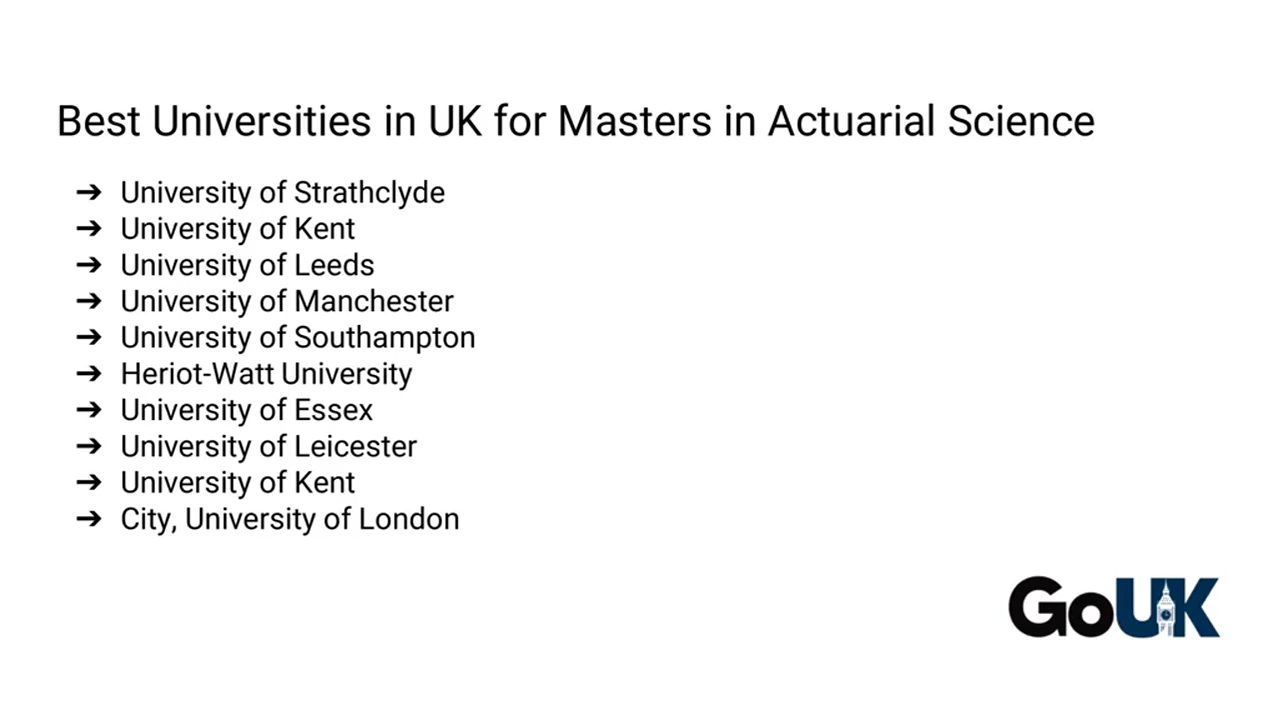 Best Universities in UK for Masters in Actuarial Science
➔ University of Strathclyde
➔ University of Kent
➔ University of Leeds
➔ University of Manchester
➔ University of Southampton
➔ Heriot-Watt University
➔ University of Essex
➔ University of Leicester
➔ University of Kent
➔ City, University of London
GoUK